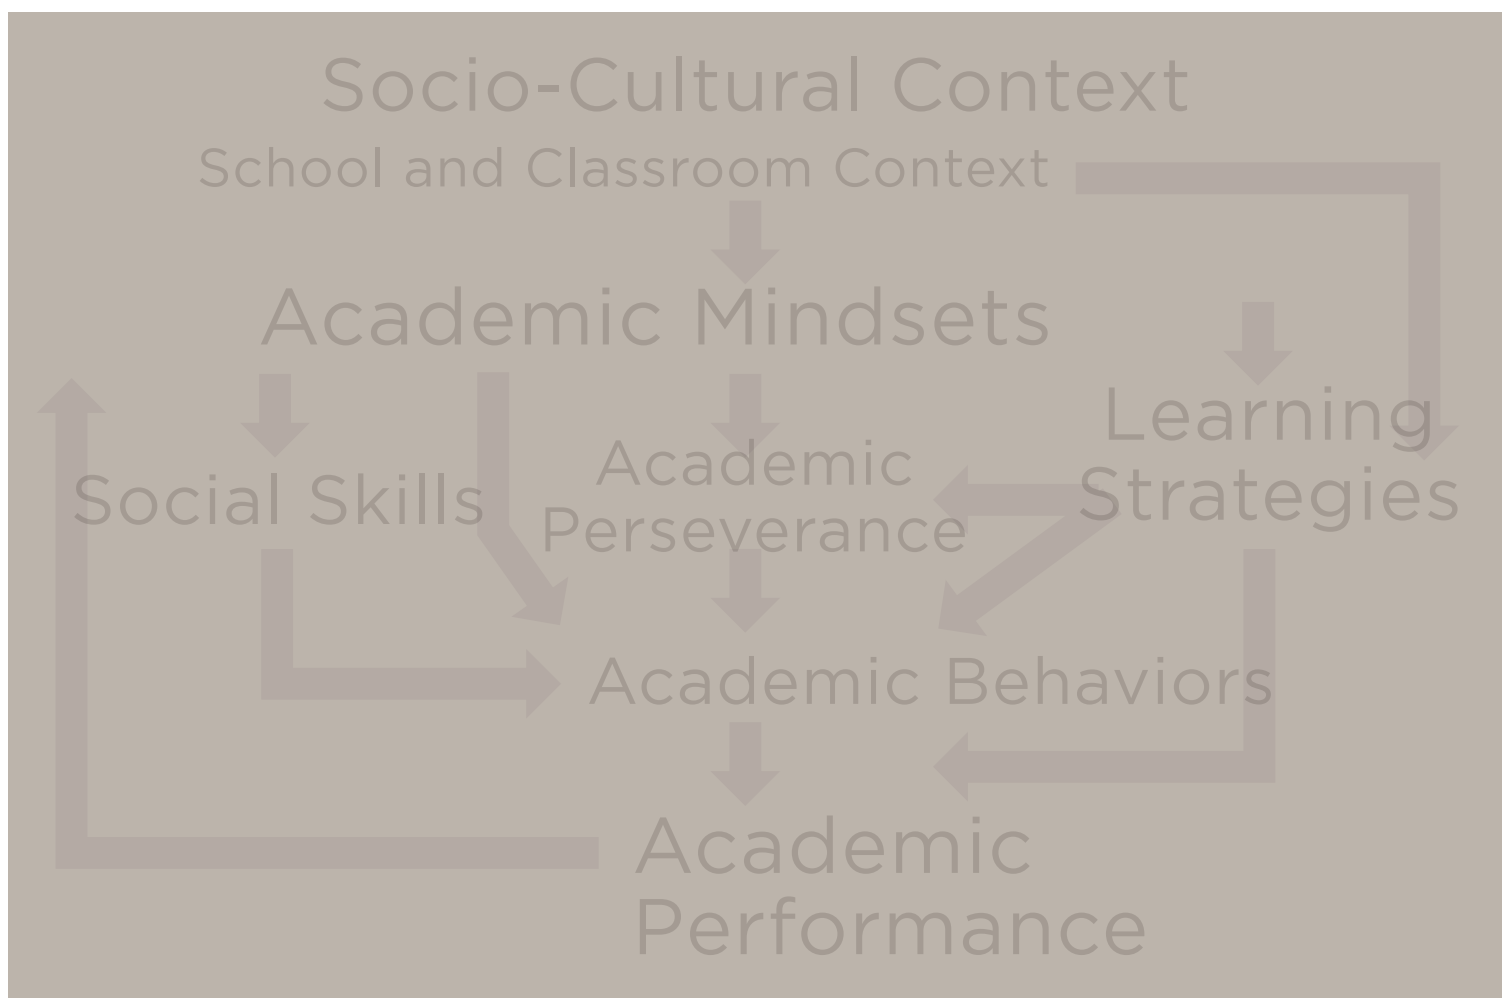 Socio-Cultural Context
School and Classroom Context
Academic Mindsets
Learning
Strategies
Social Skills
Academic
Perseverance
Academic Behaviors
Academic
Performance